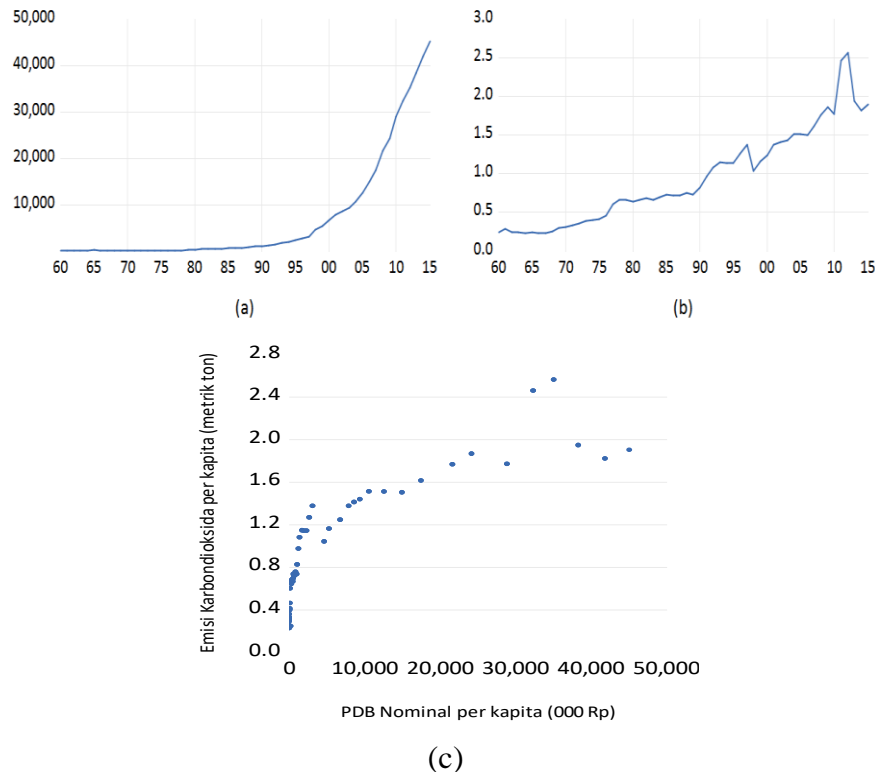 50,000
40,000
30,000
20,000
10,000
60 65 70 75 80 85 90 95 00 05 10 15
(a)
3.0
2.5
2.0
1.5
1.0
0.5
0.0
60 65 70 75 80 85 90 95 00 05 10 15
(b)
Emisi Karbondioksida per kapita (metrik ton)
2.8
2.4
2.0
1.6
1.2
0.8
0.4
0.0
0 10,000 20,000 30,000 40,000 50,000
PDB Nominal per kapita (000 Rp)
(c)